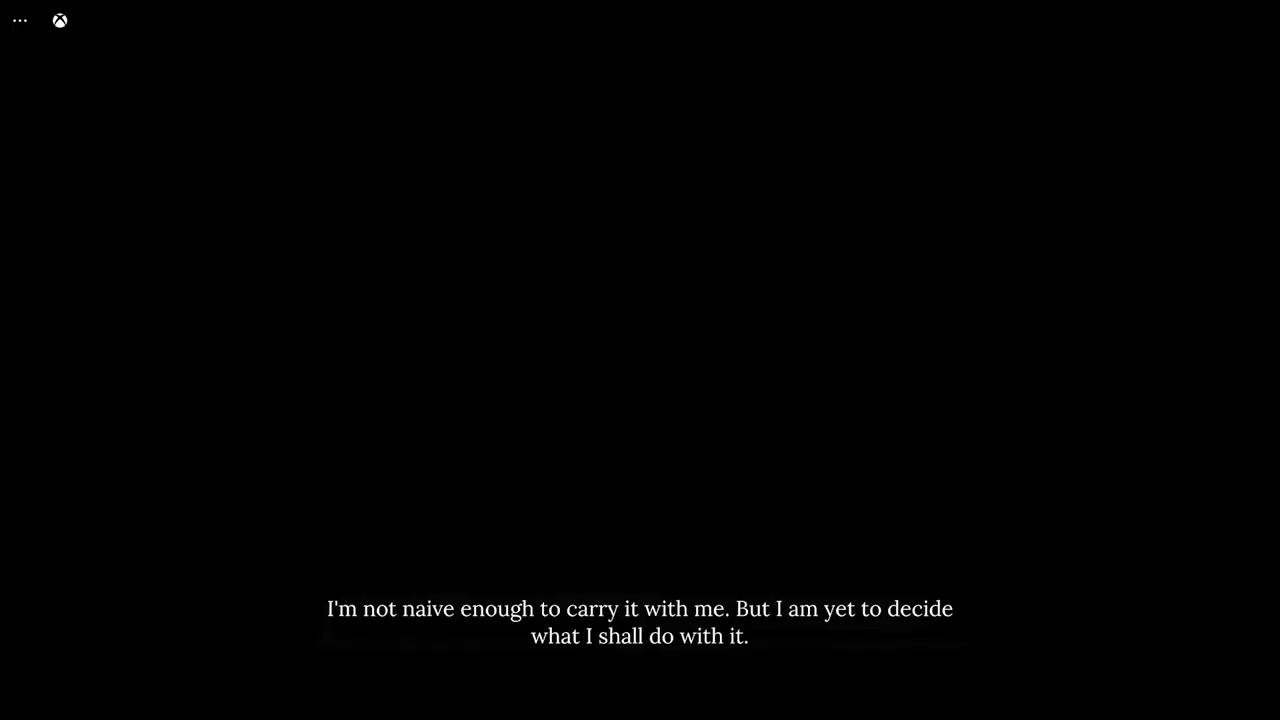 I'm not naive enough to carry it with me. But I am yet to decide
what I shall do with it.